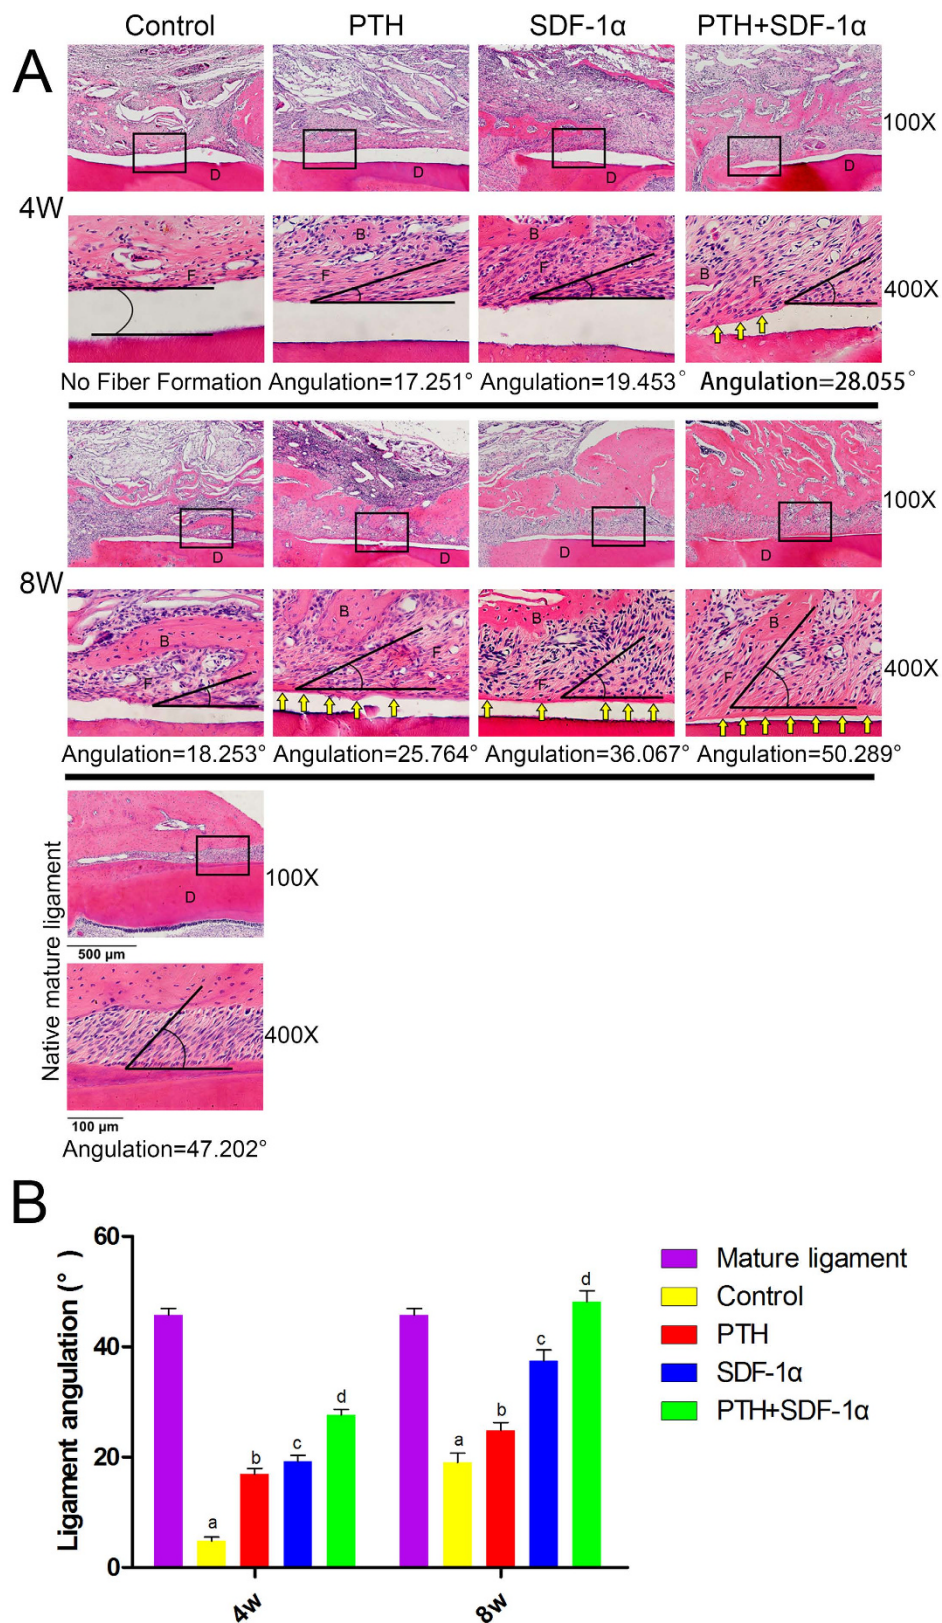 A
Control PTH SDF-1α PTH+SDF-1α
D D D D 100X
4W
F B F B F B F 400X
No Fiber Formation Angulation=17.251° Angulation=19.453° Angulation=28.055°
D D D D 100X
8W
B F B F B F B F 400X
Angulation=18.253° Angulation=25.764° Angulation=36.067° Angulation=50.289°
Native mature ligament
D 100X
500 µm
400X
100 µm
Angulation=47.202°
B
Ligament angulation (°)
60
40
20
0
a b c d
a b c d
4w 8w
Mature ligament
Control
PTH
SDF-1α
PTH+SDF-1α